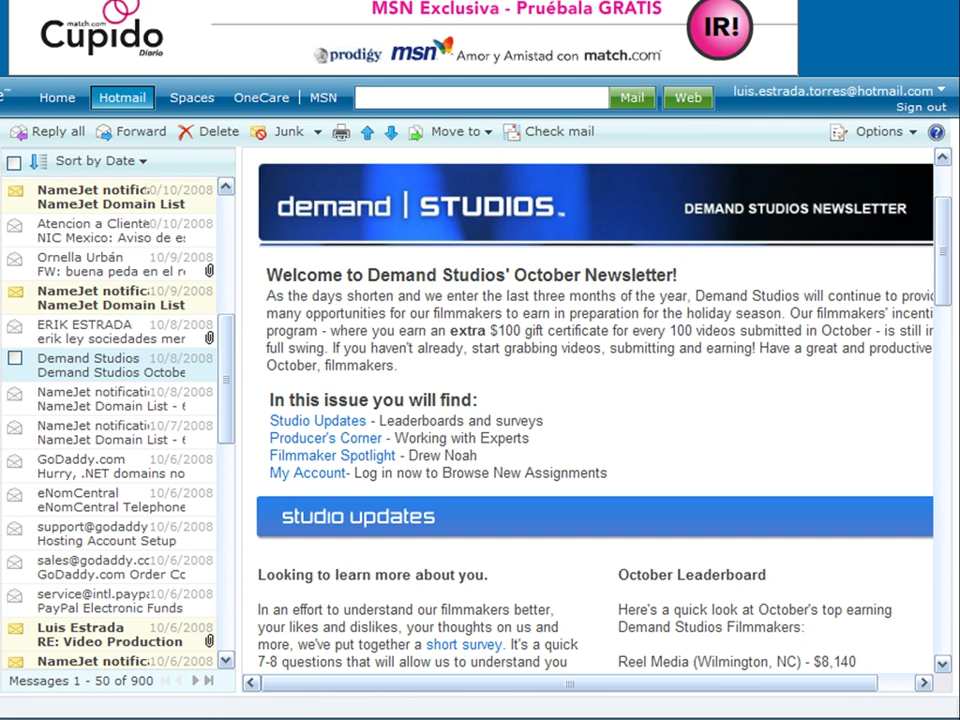 MSN Exclusiva - Pruébala GRATIS
match.com
Cupido
Diario
IR!
prodigy msn Amor y Amistad con match.com
Home Hotmail Spaces OneCare | MSN Mail Web
luis.estrada.torres@hotmail.com
Sign out
Reply all Forward Delete Junk Move to Check mail Options
Sort by Date
NameJet notific 0/10/2008
NameJet Domain List
Atencion a Cliente 0/10/2008
NIC Mexico: Aviso de e
Ornella Urbán 10/9/2008
FW: buena peda en el r
NameJet notific 10/9/2008
NameJet Domain List
ERIK ESTRADA 10/8/2008
erik ley sociedades mer
Demand Studios 10/8/2008
Demand Studios Octobe
NameJet notificati 10/8/2008
NameJet Domain List - 6
NameJet notificati 10/7/2008
NameJet Domain List - 6
GoDaddy.com 10/6/2008
Hurry, .NET domains no
eNomCentral 10/6/2008
eNomCentral Telephone
support@godaddy 10/6/2008
Hosting Account Setup
sales@godaddy.cc 10/6/2008
GoDaddy.com Order Cc
service@intl.paypa 10/6/2008
PayPal Electronic Funds
Luis Estrada 10/6/2008
RE: Video Production
NameJet notific 10/6/2008
Messages 1 - 50 of 900
demand | STUDIOS™
DEMAND STUDIOS NEWSLETTER
Welcome to Demand Studios' October Newsletter!
As the days shorten and we enter the last three months of the year, Demand Studios will continue to provic
many opportunities for our filmmakers to earn in preparation for the holiday season. Our filmmakers' incenti
program - where you earn an extra $100 gift certificate for every 100 videos submitted in October - is still ir
full swing. If you haven't already, start grabbing videos, submitting and earning! Have a great and productive
October, filmmakers.
In this issue you will find:
Studio Updates - Leaderboards and surveys
Producer's Corner - Working with Experts
Filmmaker Spotlight - Drew Noah
My Account- Log in now to Browse New Assignments
studio updates
Looking to learn more about you.
In an effort to understand our filmmakers better,
your likes and dislikes, your thoughts on us and
more, we've put together a short survey. It's a quick
7-8 questions that will allow us to understand you
October Leaderboard
Here's a quick look at October's top earning
Demand Studios Filmmakers:
Reel Media (Wilmington, NC) - $8,140